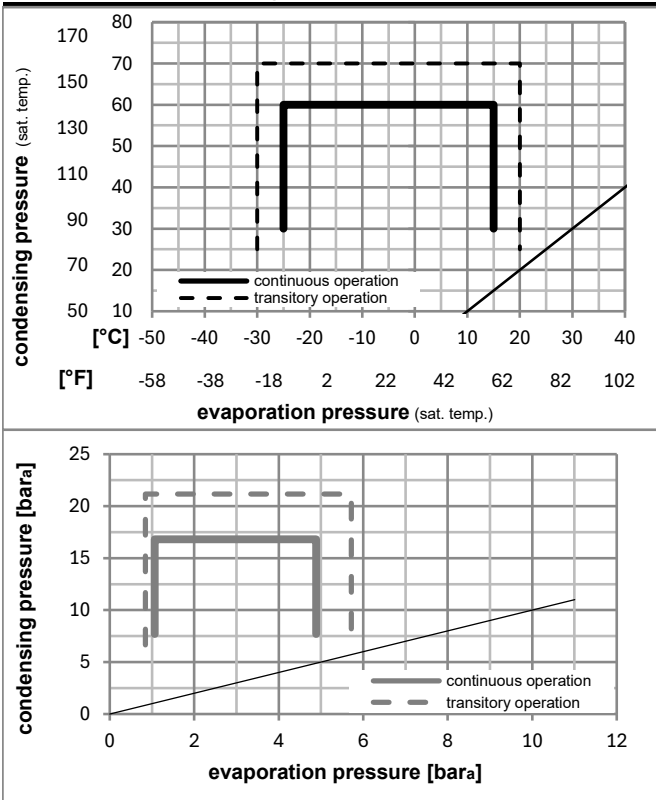 condensing pressure (sat. temp.)
170 80
70
150 60
130 50
110 40
90 30
70 20
50 10
continuous operation
transitory operation
[°C] -50 -40 -30 -20 -10 0 10 20 30 40
[°F] -58 -38 -18 2 22 42 62 82 102
evaporation pressure (sat. temp.)
condensing pressure [bara]
25
20
15
10
5
0
continuous operation
transitory operation
0 2 4 6 8 10 12
evaporation pressure [bara]